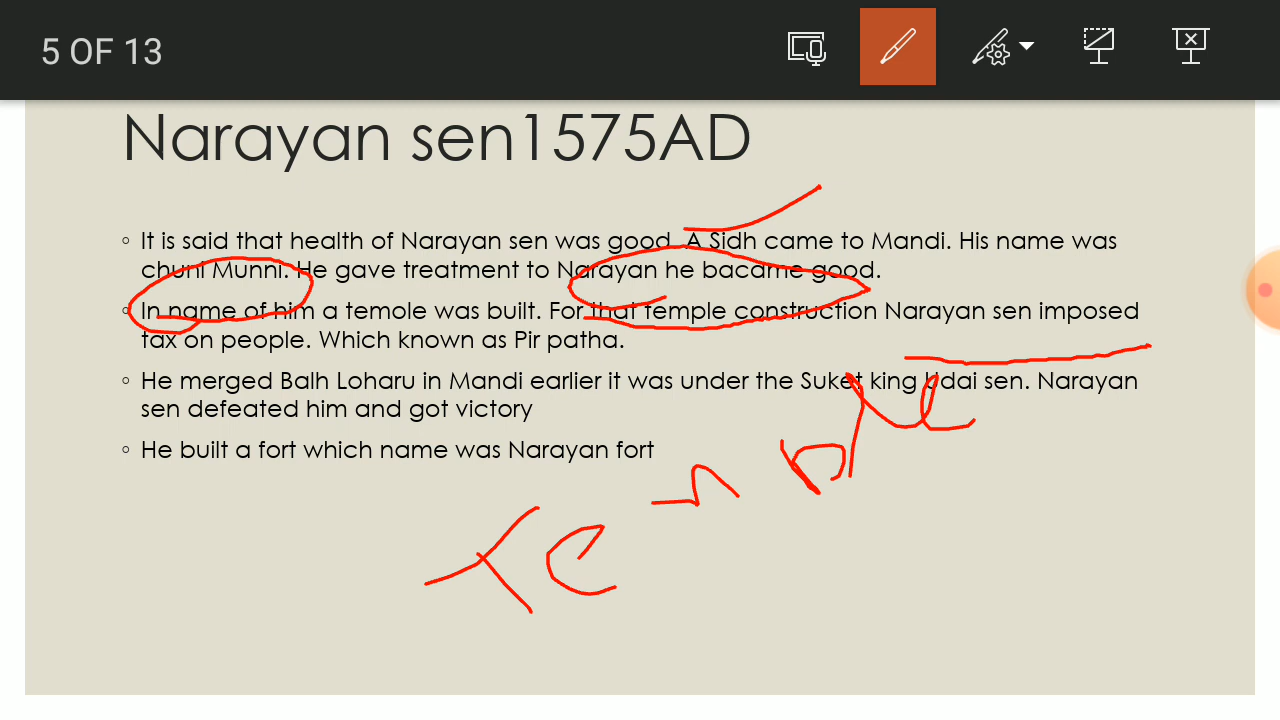 5 OF 13
Narayan sen1575AD
◦ It is said that health of Narayan sen was good. A Sidh came to Mandi. His name was
chuni Munni. He gave treatment to Narayan he bacame good.
◦ In name of him a temole was built. For that temple construction Narayan sen imposed
tax on people. Which known as Pir patha.
◦ He merged Balh Loharu in Mandi earlier it was under the Suket king Udai sen. Narayan
sen defeated him and got victory
◦ He built a fort which name was Narayan fort
Temple